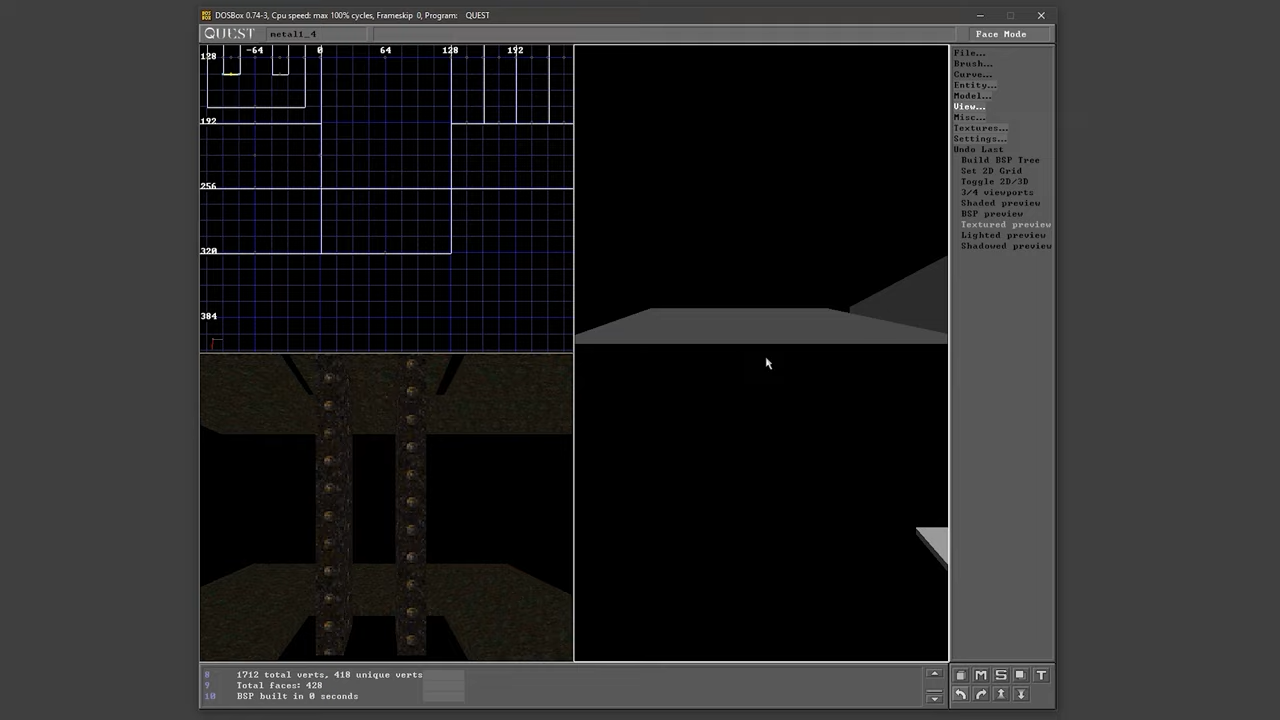 DOSBox 0.74-3, Cpu speed: max 100% cycles, Frameskip 0, Program: QUEST
QUEST metal1_4 Face Mode
-64 0 64 128 192
128
192
256
320
384
File...
Brush...
Curve...
Entity...
Model...
View...
Misc...
Textures...
Settings...
Undo Last
Build BSP Tree
Set 2D Grid
Toggle 2D/3D
3/4 viewports
Shaded preview
BSP preview
Textured preview
Lighted preview
Shadowed preview
8 1712 total verts, 418 unique verts
9 Total faces: 428
10 BSP built in 0 seconds
M S T